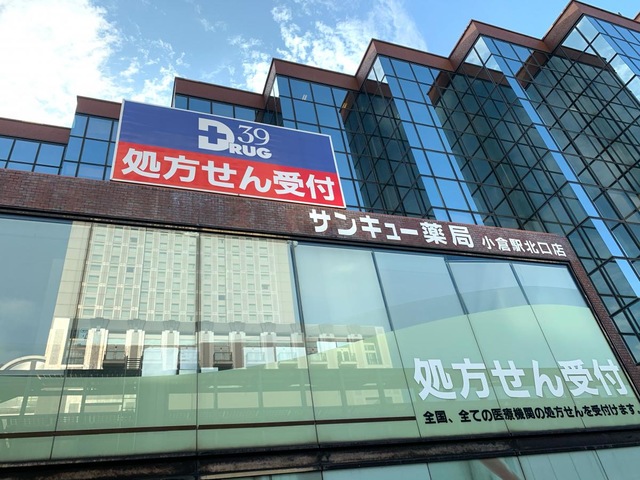 DRUG 39
処方せん受付
サンキュー薬局 小倉駅北口店
処方せん受付
全国、全ての医療機関の処方せんを受付けます。